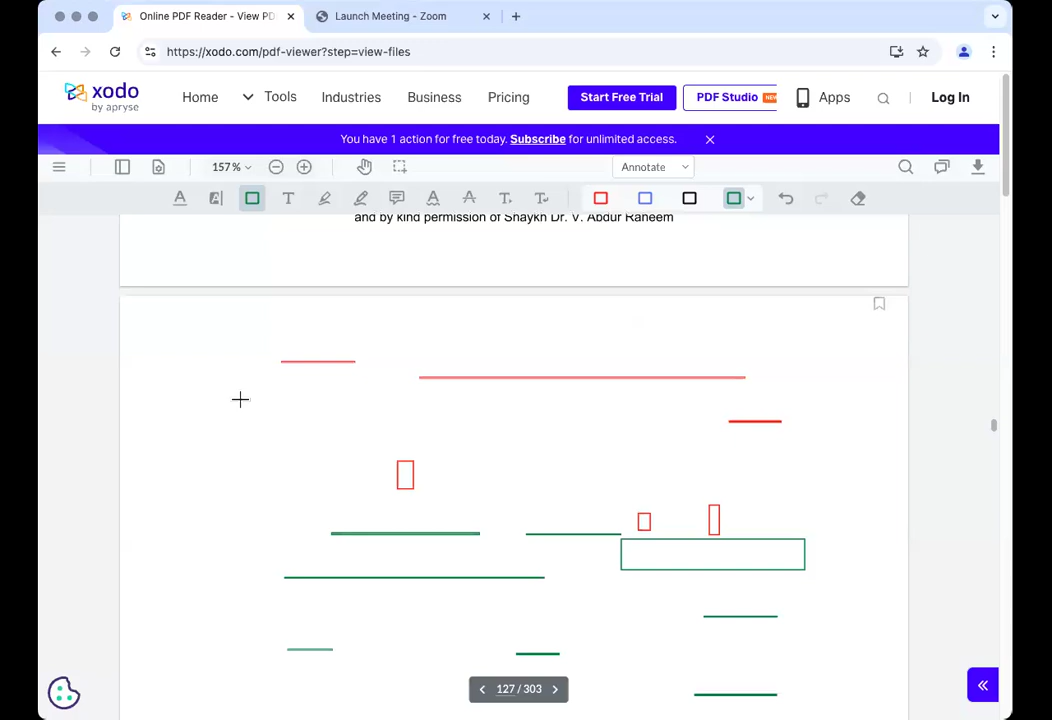 Online PDF Reader - View PD
Launch Meeting - Zoom
https://xodo.com/pdf-viewer?step=view-files
xodo
by apryse
Home
Tools
Industries
Business
Pricing
Start Free Trial
PDF Studio
NEW
Apps
Log In
You have 1 action for free today. Subscribe for unlimited access.
157%
Annotate
and by kind permission of Shaykh Dr. V. Abdur Raheem
127 / 303